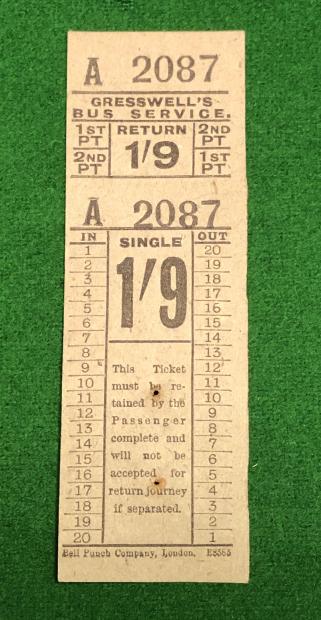 A 2087
GRESSWELL'S
BUS SERVICE.
1ST PT RETURN 2ND PT
2ND PT 1/9 1ST PT
A 2087
IN SINGLE OUT
1/9
1 20
2 19
3 18
4 17
5 16
6 15
7 14
8 13
9 This Ticket 12
10 must be re- 11
11 tained by the 10
12 Passenger 9
13 complete and 8
14 will not be 7
15 accepted for 6
16 return journey 5
17 if separated. 4
18 3
19 2
20 1
Bell Punch Company, London. E8565